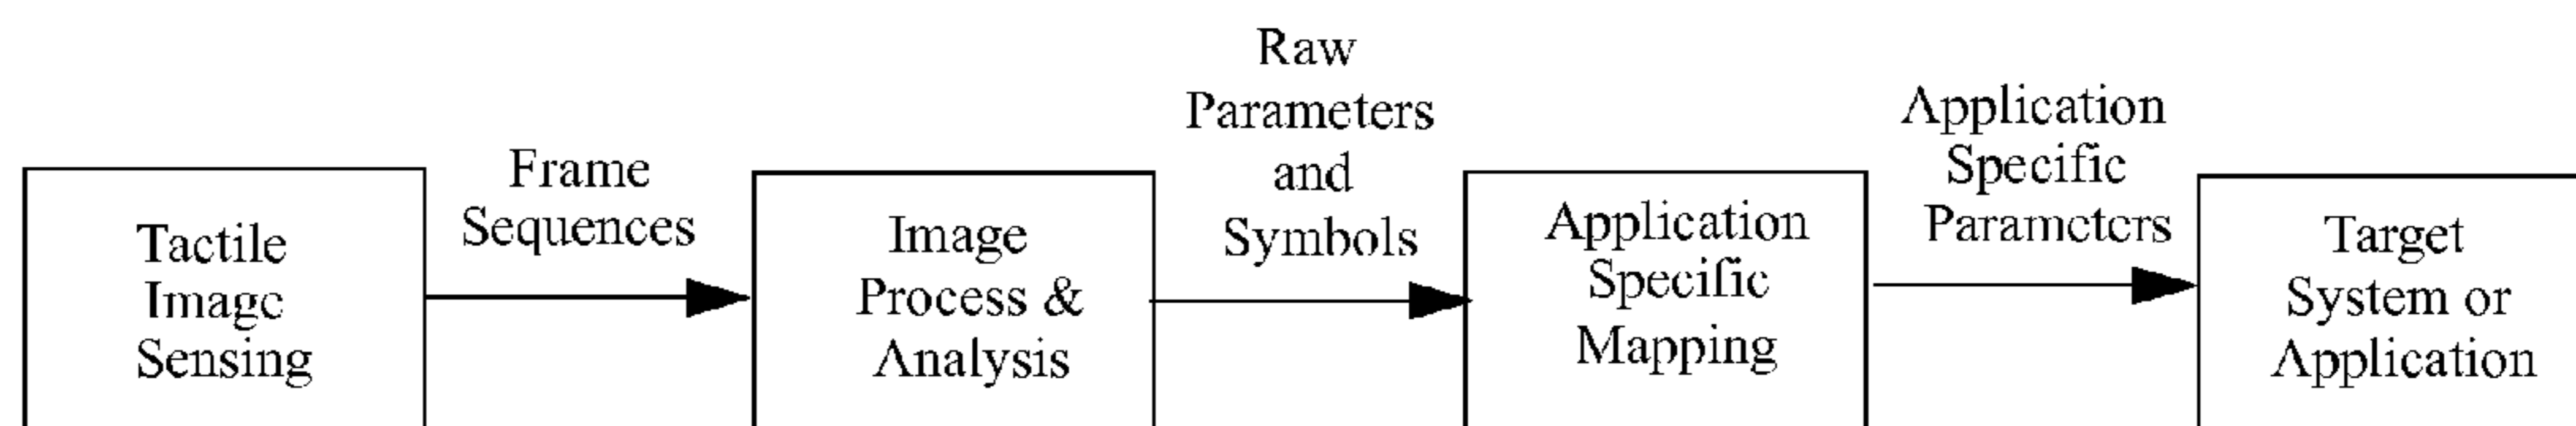 Tactile
Image
Sensing
Frame
Sequences
Image
Process &
Analysis
Raw
Parameters
and
Symbols
Application
Specific
Mapping
Application
Specific
Parameters
Target
System or
Application